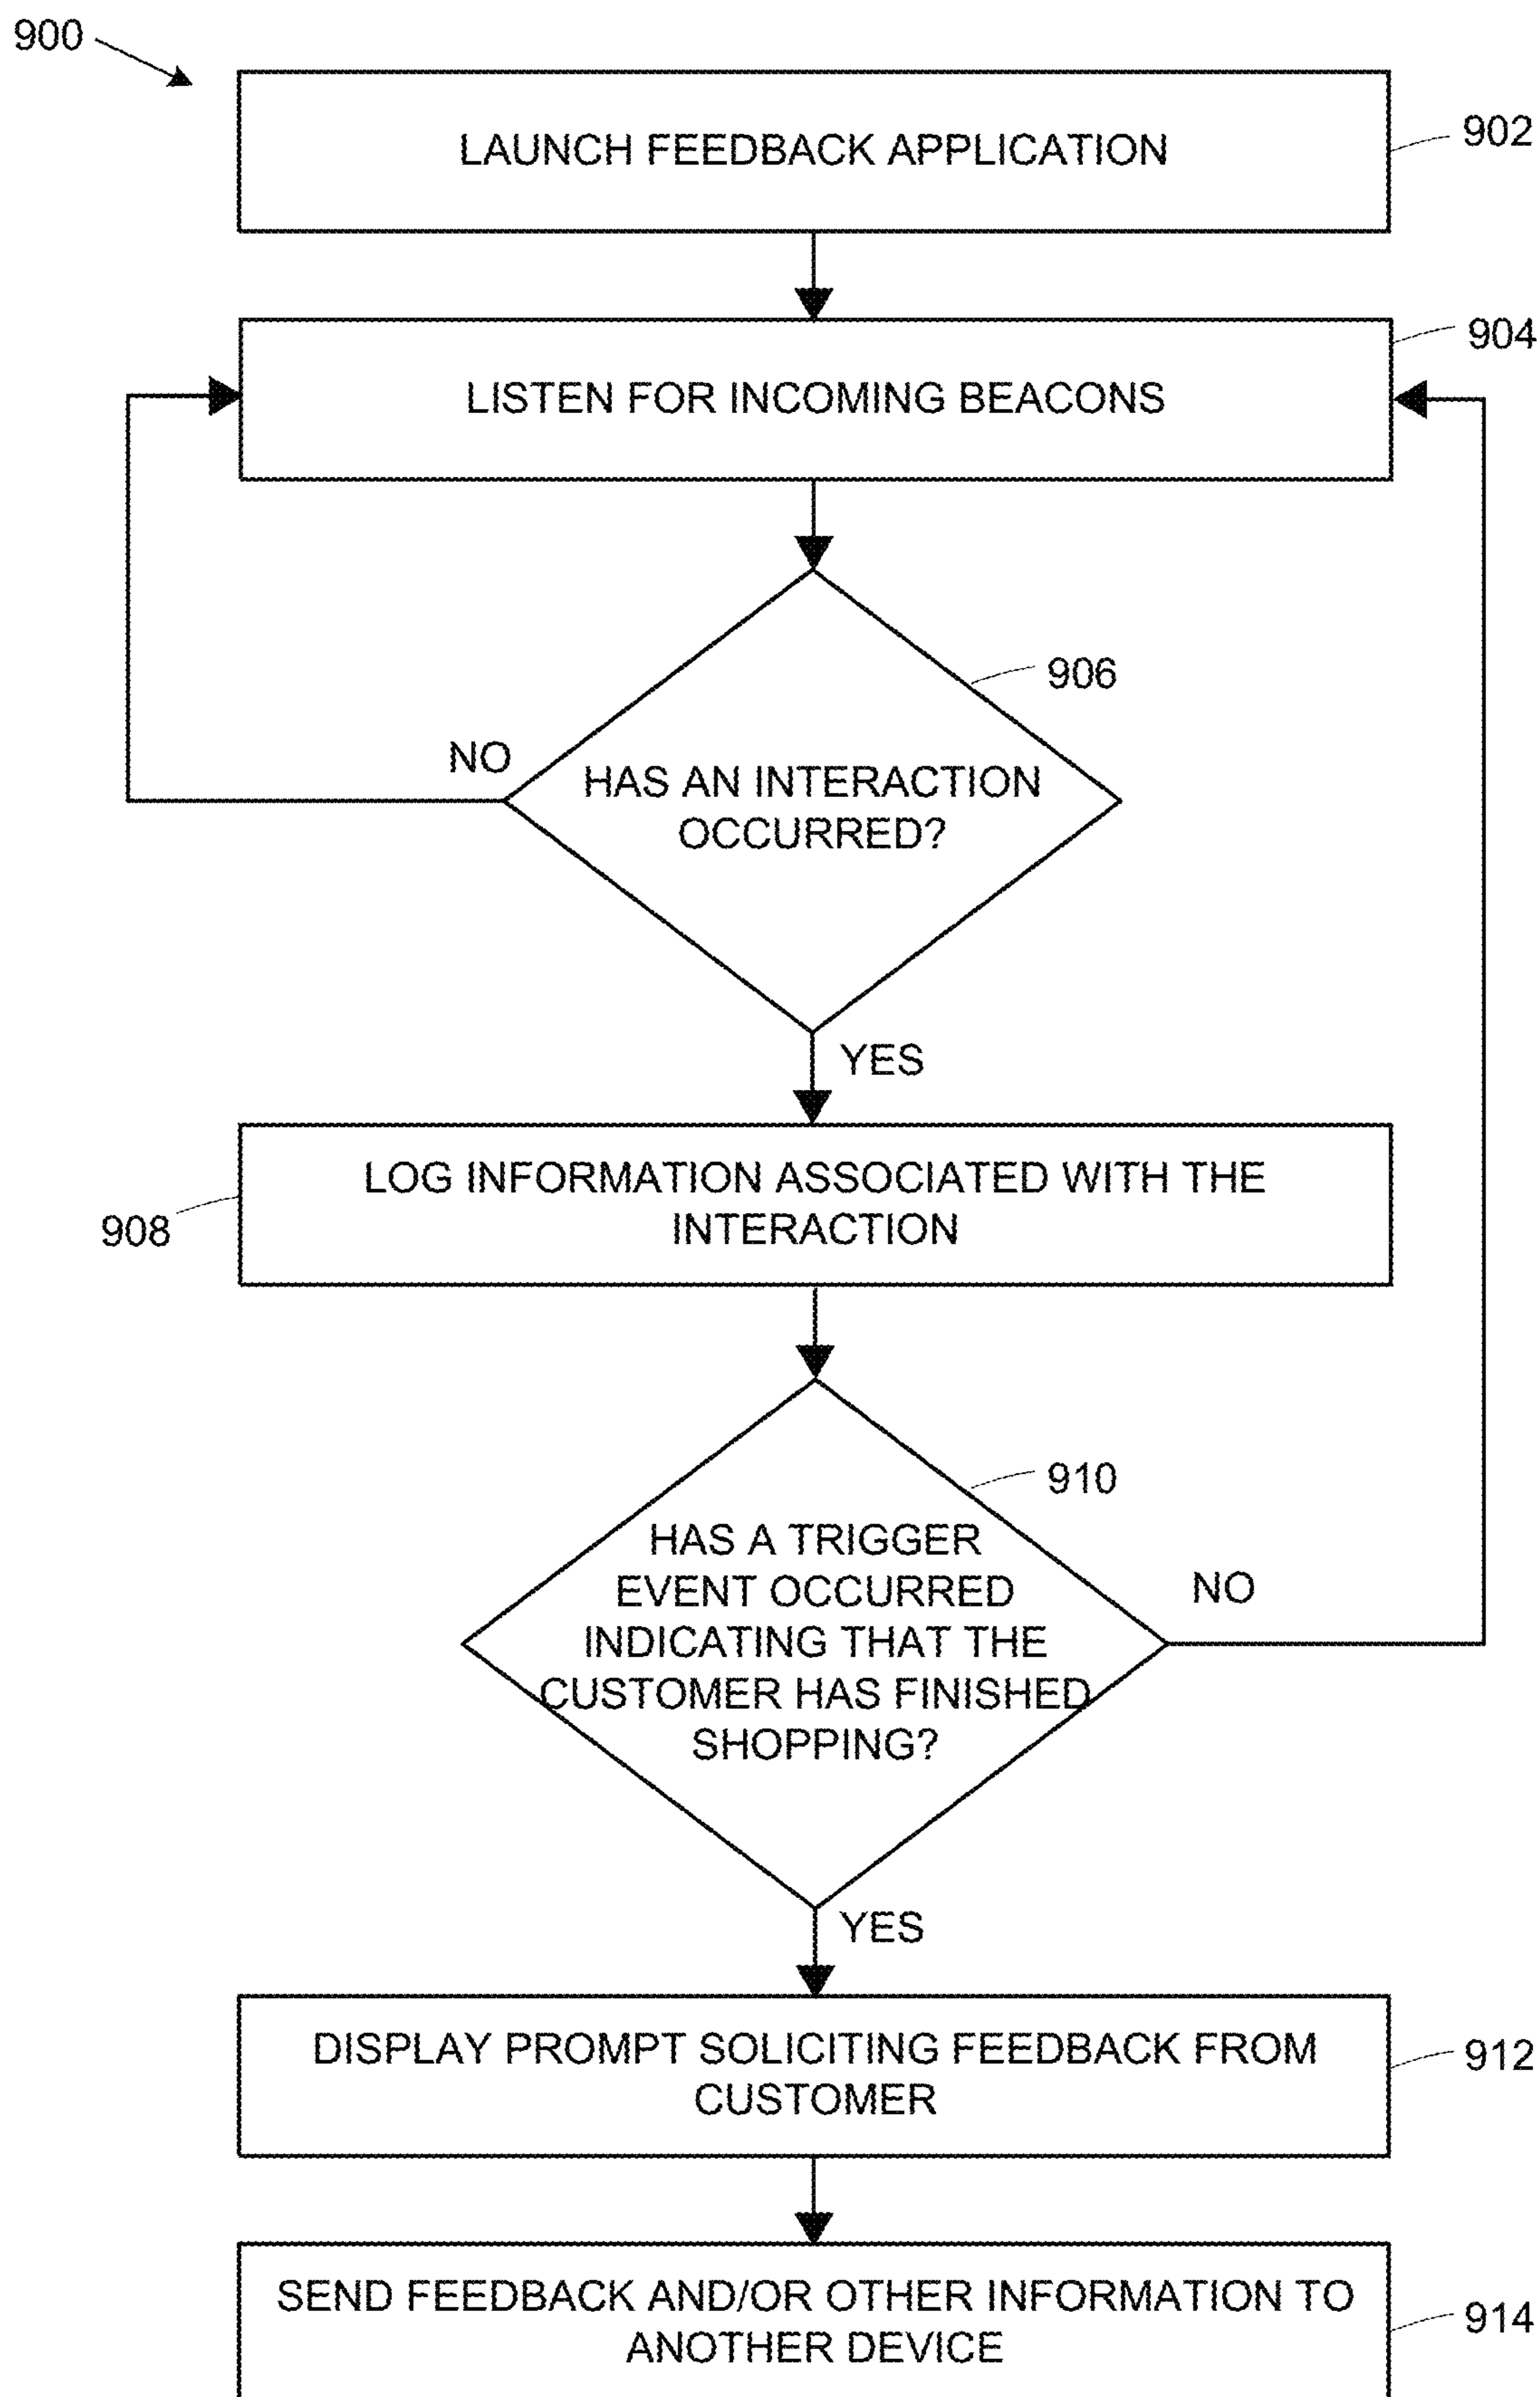 900
LAUNCH FEEDBACK APPLICATION
902
LISTEN FOR INCOMING BEACONS
904
906
NO
HAS AN INTERACTION
OCCURRED?
YES
LOG INFORMATION ASSOCIATED WITH THE
INTERACTION
908
910
HAS A TRIGGER
EVENT OCCURRED
INDICATING THAT THE
CUSTOMER HAS FINISHED
SHOPPING?
NO
YES
DISPLAY PROMPT SOLICITING FEEDBACK FROM
CUSTOMER
912
SEND FEEDBACK AND/OR OTHER INFORMATION TO
ANOTHER DEVICE
914